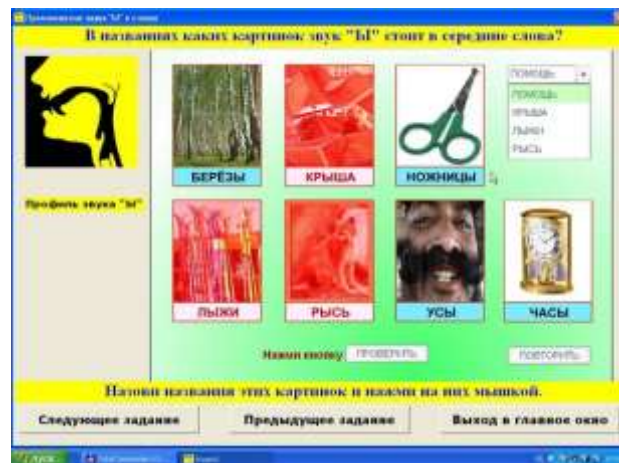 В названиях каких картинок звук "Ы" стоит в середине слова?
ПОМОЩЬ
ПОМОЩЬ
КРЫША
ЛЫЖИ
РЫСЬ
БЕРЁЗЫ
КРЫША
НОЖНИЦЫ
Профиль звука "Ы"
ЛЫЖИ
РЫСЬ
УСЫ
ЧАСЫ
Нажми кнопку ПРОВЕРИТЬ
ПОВТОРИТЬ
Назови названия этих картинок и нажми на них мышкой.
Следующее задание
Предыдущее задание
Выход в главное окно